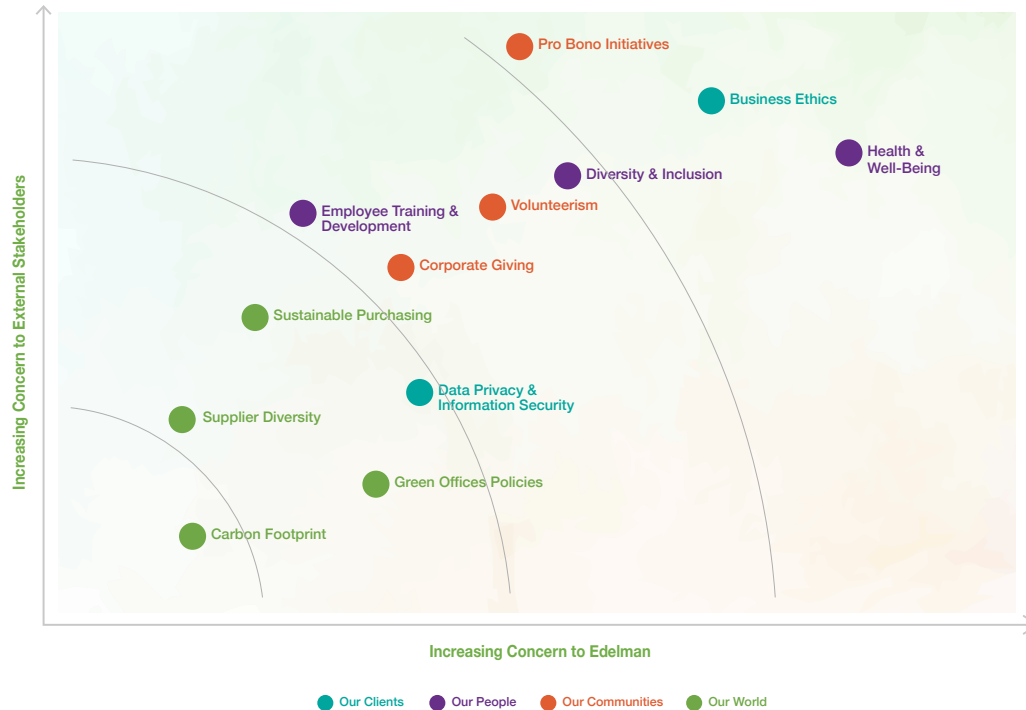 Pro Bono Initiatives
Business Ethics
Health &
Well-Being
Diversity & Inclusion
Employee Training &
Development
Volunteerism
Corporate Giving
Sustainable Purchasing
Data Privacy &
Information Security
Supplier Diversity
Green Offices Policies
Carbon Footprint
Increasing Concern to External Stakeholders
Increasing Concern to Edelman
Our Clients
Our People
Our Communities
Our World